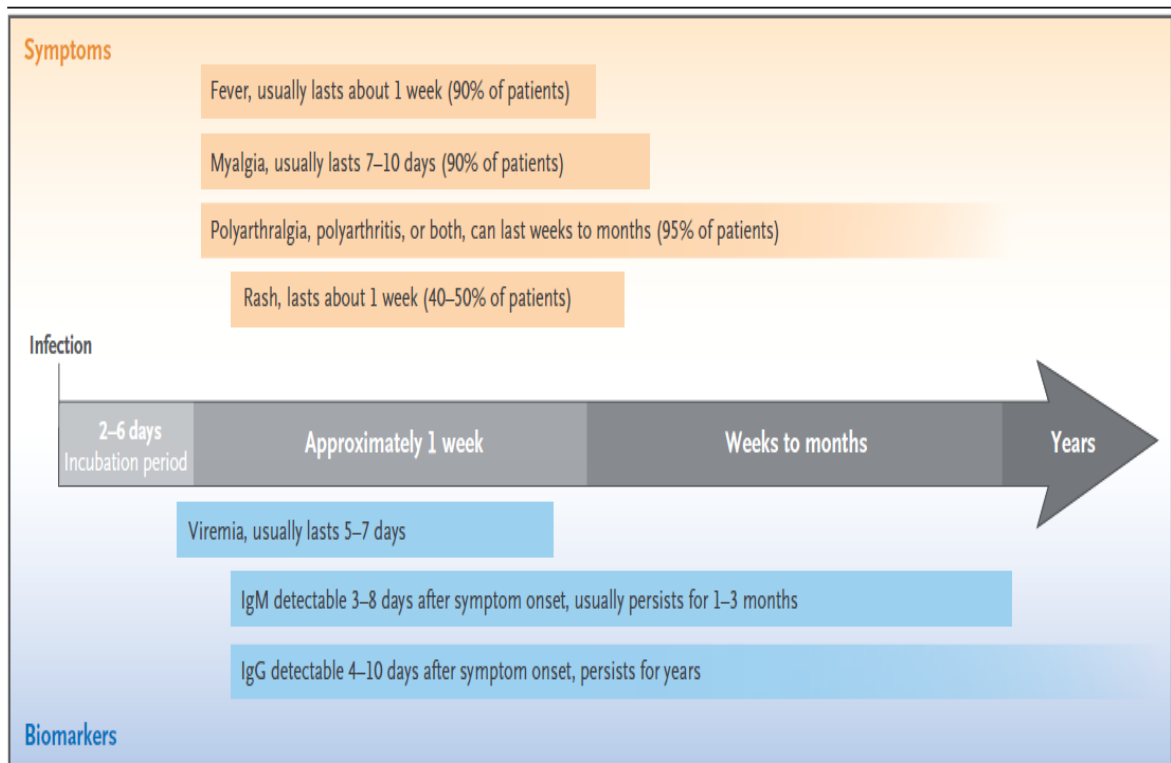 Symptoms
Fever, usually lasts about 1 week (90% of patients)
Myalgia, usually lasts 7–10 days (90% of patients)
Polyarthralgia, polyarthritis, or both, can last weeks to months (95% of patients)
Rash, lasts about 1 week (40–50% of patients)
Infection
2–6 days
Incubation period
Approximately 1 week
Weeks to months
Years
Viremia, usually lasts 5–7 days
IgM detectable 3–8 days after symptom onset, usually persists for 1–3 months
IgG detectable 4–10 days after symptom onset, persists for years
Biomarkers